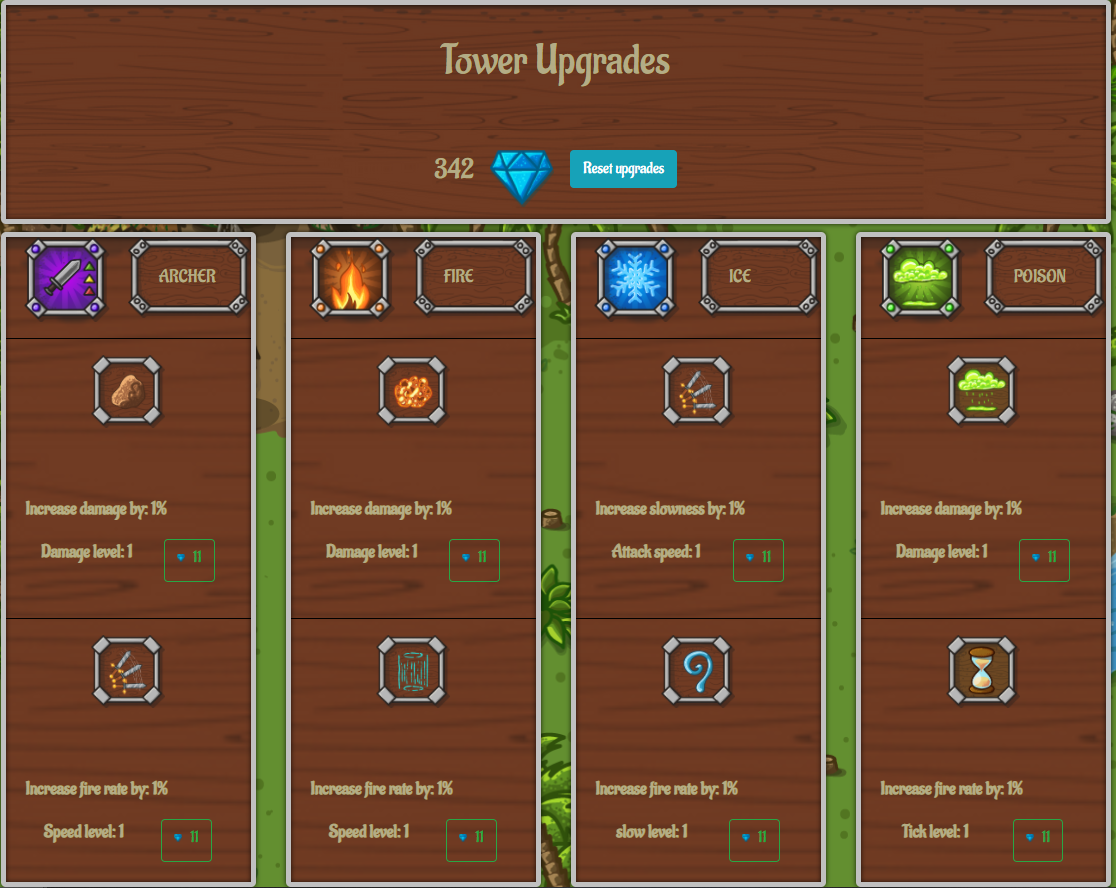 Tower Upgrades
342 Reset upgrades
ARCHER
FIRE
ICE
POISON
Increase damage by: 1%
Increase damage by: 1%
Increase slowness by: 1%
Increase damage by: 1%
Damage level: 1 11
Damage level: 1 11
Attack speed: 1 11
Damage level: 1 11
Increase fire rate by: 1%
Increase fire rate by: 1%
Increase fire rate by: 1%
Increase fire rate by: 1%
Speed level: 1 11
Speed level: 1 11
slow level: 1 11
Tick level: 1 11